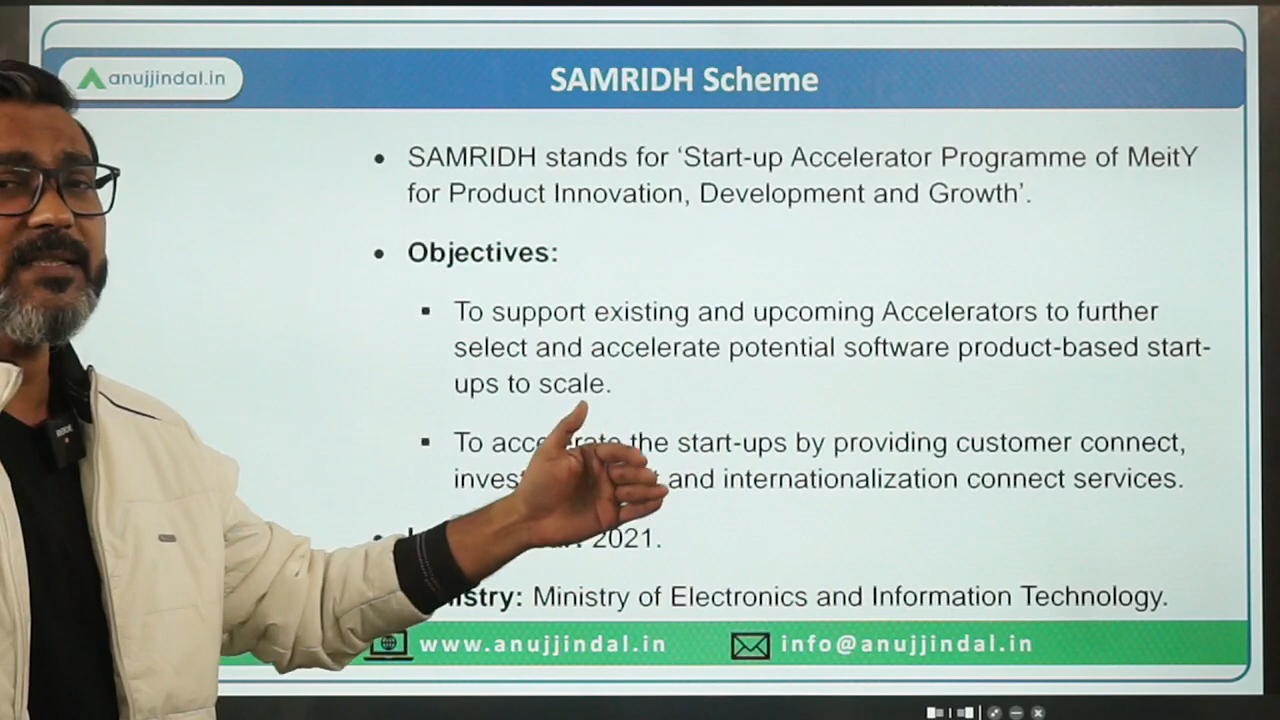 anujjindal.in
SAMRIDH Scheme
• SAMRIDH stands for ‘Start-up Accelerator Programme of MeitY
for Product Innovation, Development and Growth’.
• Objectives:
▪ To support existing and upcoming Accelerators to further
select and accelerate potential software product-based start-
ups to scale.
▪ To the start-ups by providing customer connect,
and internationalization connect services.
2021.
Ministry of Electronics and Information Technology.
www.anujjindal.in
info@anujjindal.in